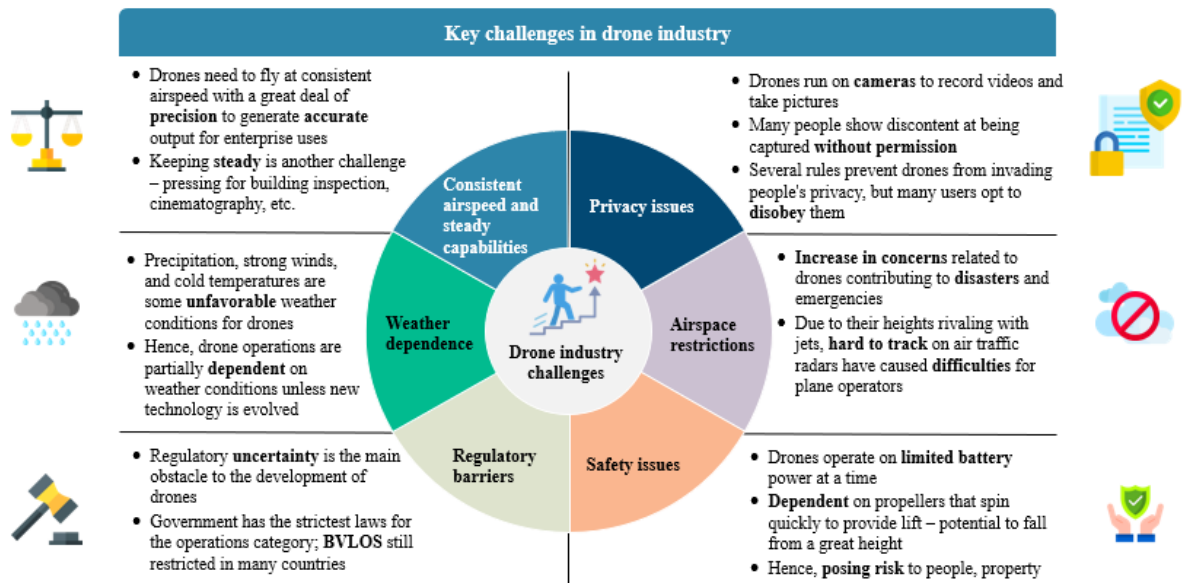 Key challenges in drone industry
• Drones need to fly at consistent
airspeed with a great deal of
precision to generate accurate
output for enterprise uses
• Keeping steady is another challenge
– pressing for building inspection,
cinematography, etc.
• Drones run on cameras to record videos and
take pictures
• Many people show discontent at being
captured without permission
• Several rules prevent drones from invading
people's privacy, but many users opt to
disobey them
Consistent
airspeed and
steady
capabilities
Privacy issues
• Precipitation, strong winds,
and cold temperatures are
some unfavorable weather
conditions for drones
• Hence, drone operations are
partially dependent on
weather conditions unless new
technology is evolved
Weather
dependence
Drone industry
challenges
Airspace
restrictions
• Increase in concerns related to
drones contributing to disasters and
emergencies
• Due to their heights rivaling with
jets, hard to track on air traffic
radars have caused difficulties for
plane operators
• Regulatory uncertainty is the main
obstacle to the development of
drones
• Government has the strictest laws for
the operations category; BVLOS still
restricted in many countries
Regulatory
barriers
Safety issues
• Drones operate on limited battery
power at a time
• Dependent on propellers that spin
quickly to provide lift – potential to fall
from a great height
• Hence, posing risk to people, property